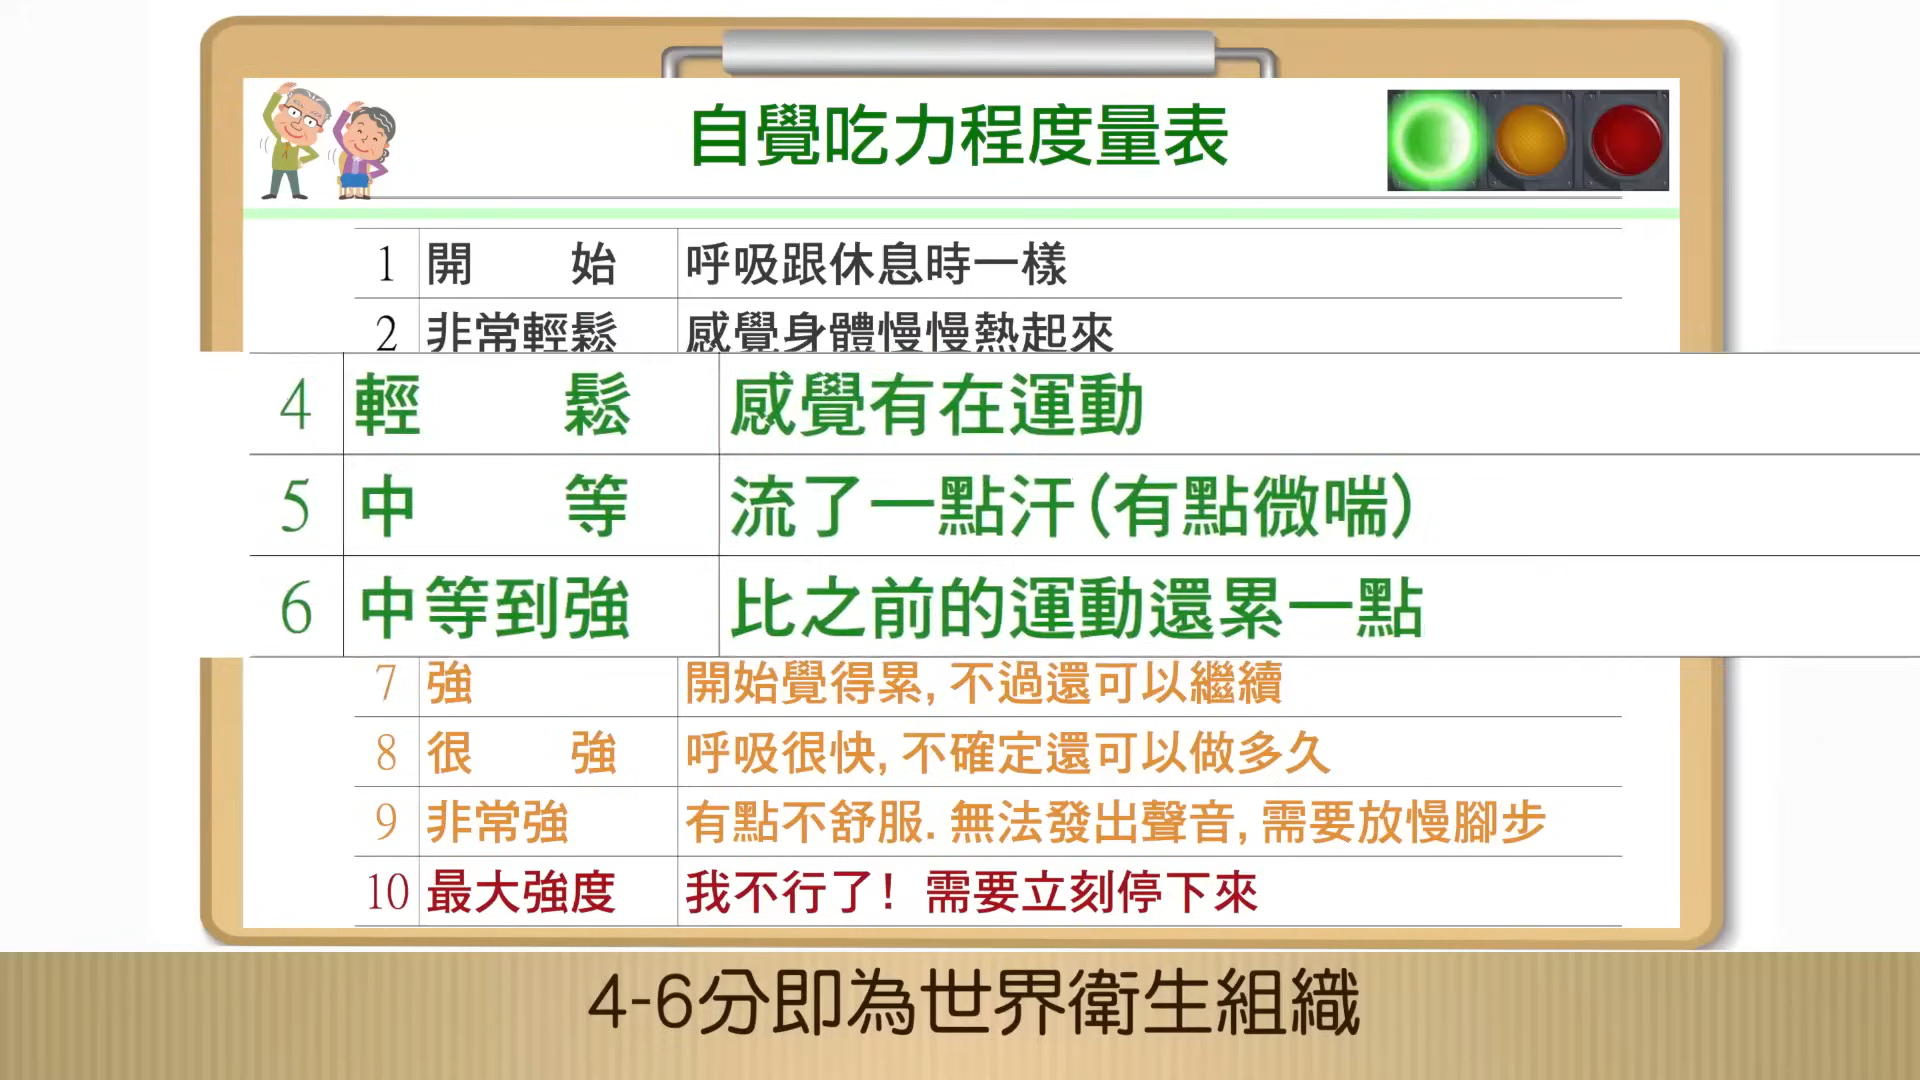 自覺吃力程度量表
1 開始 呼吸跟休息時一樣
2 非常輕鬆 感覺身體慢慢熱起來
4 輕鬆 感覺有在運動
5 中等 流了一點汗(有點微喘)
6 中等到強 比之前的運動還累一點
7 強 開始覺得累, 不過還可以繼續
8 很強 呼吸很快, 不確定還可以做多久
9 非常強 有點不舒服. 無法發出聲音, 需要放慢腳步
10 最大強度 我不行了! 需要立刻停下來
4-6分即為世界衛生組織